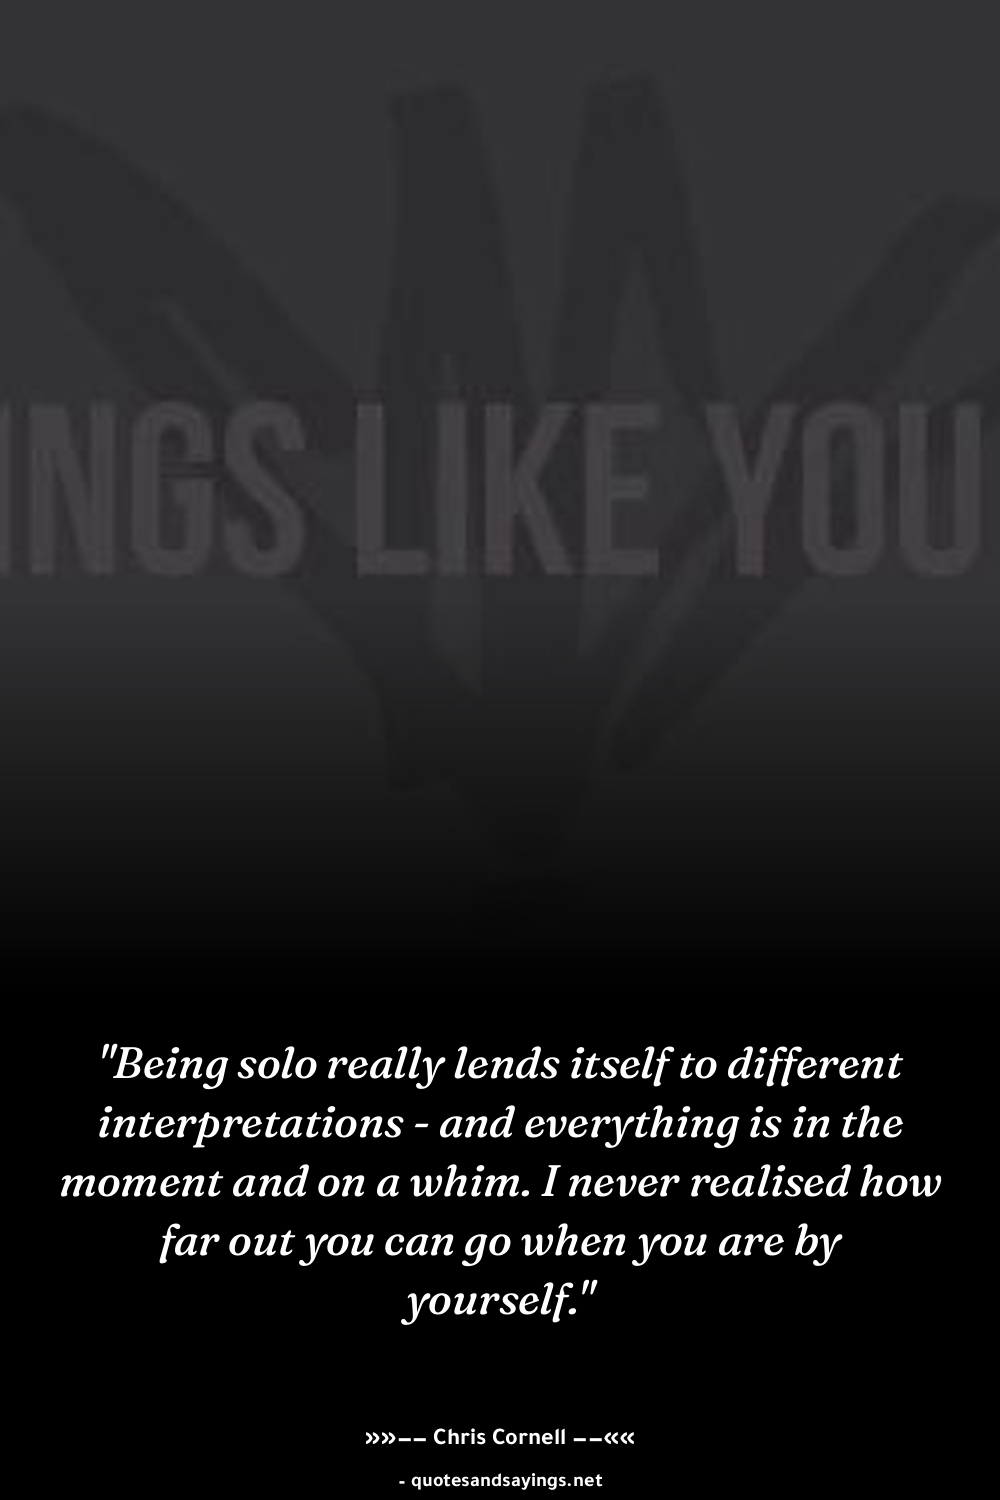 INGS LIKE YOU
"Being solo really lends itself to different
interpretations - and everything is in the
moment and on a whim. I never realised how
far out you can go when you are by
yourself."
»»–– Chris Cornell ––««
- quotesandsayings.net